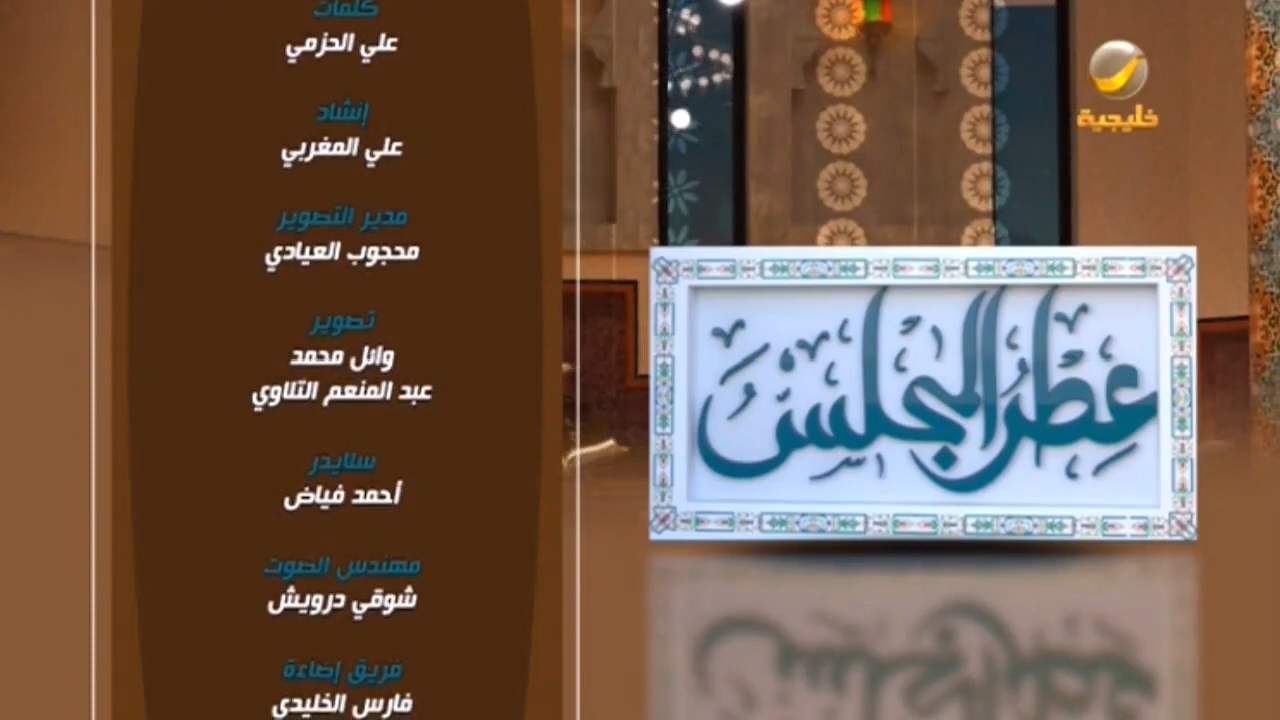 كلمات
علي الحزمي
إنشاد
علي المغربي
مدير التصوير
محجوب العيادي
تصوير
وائل محمد
عبد المنعم التلاوي
سلايدر
أحمد فياض
مهندس الصوت
شوقي درويش
فريق إضاءة
فارس الخليدي
خليجية
عطر المجلس